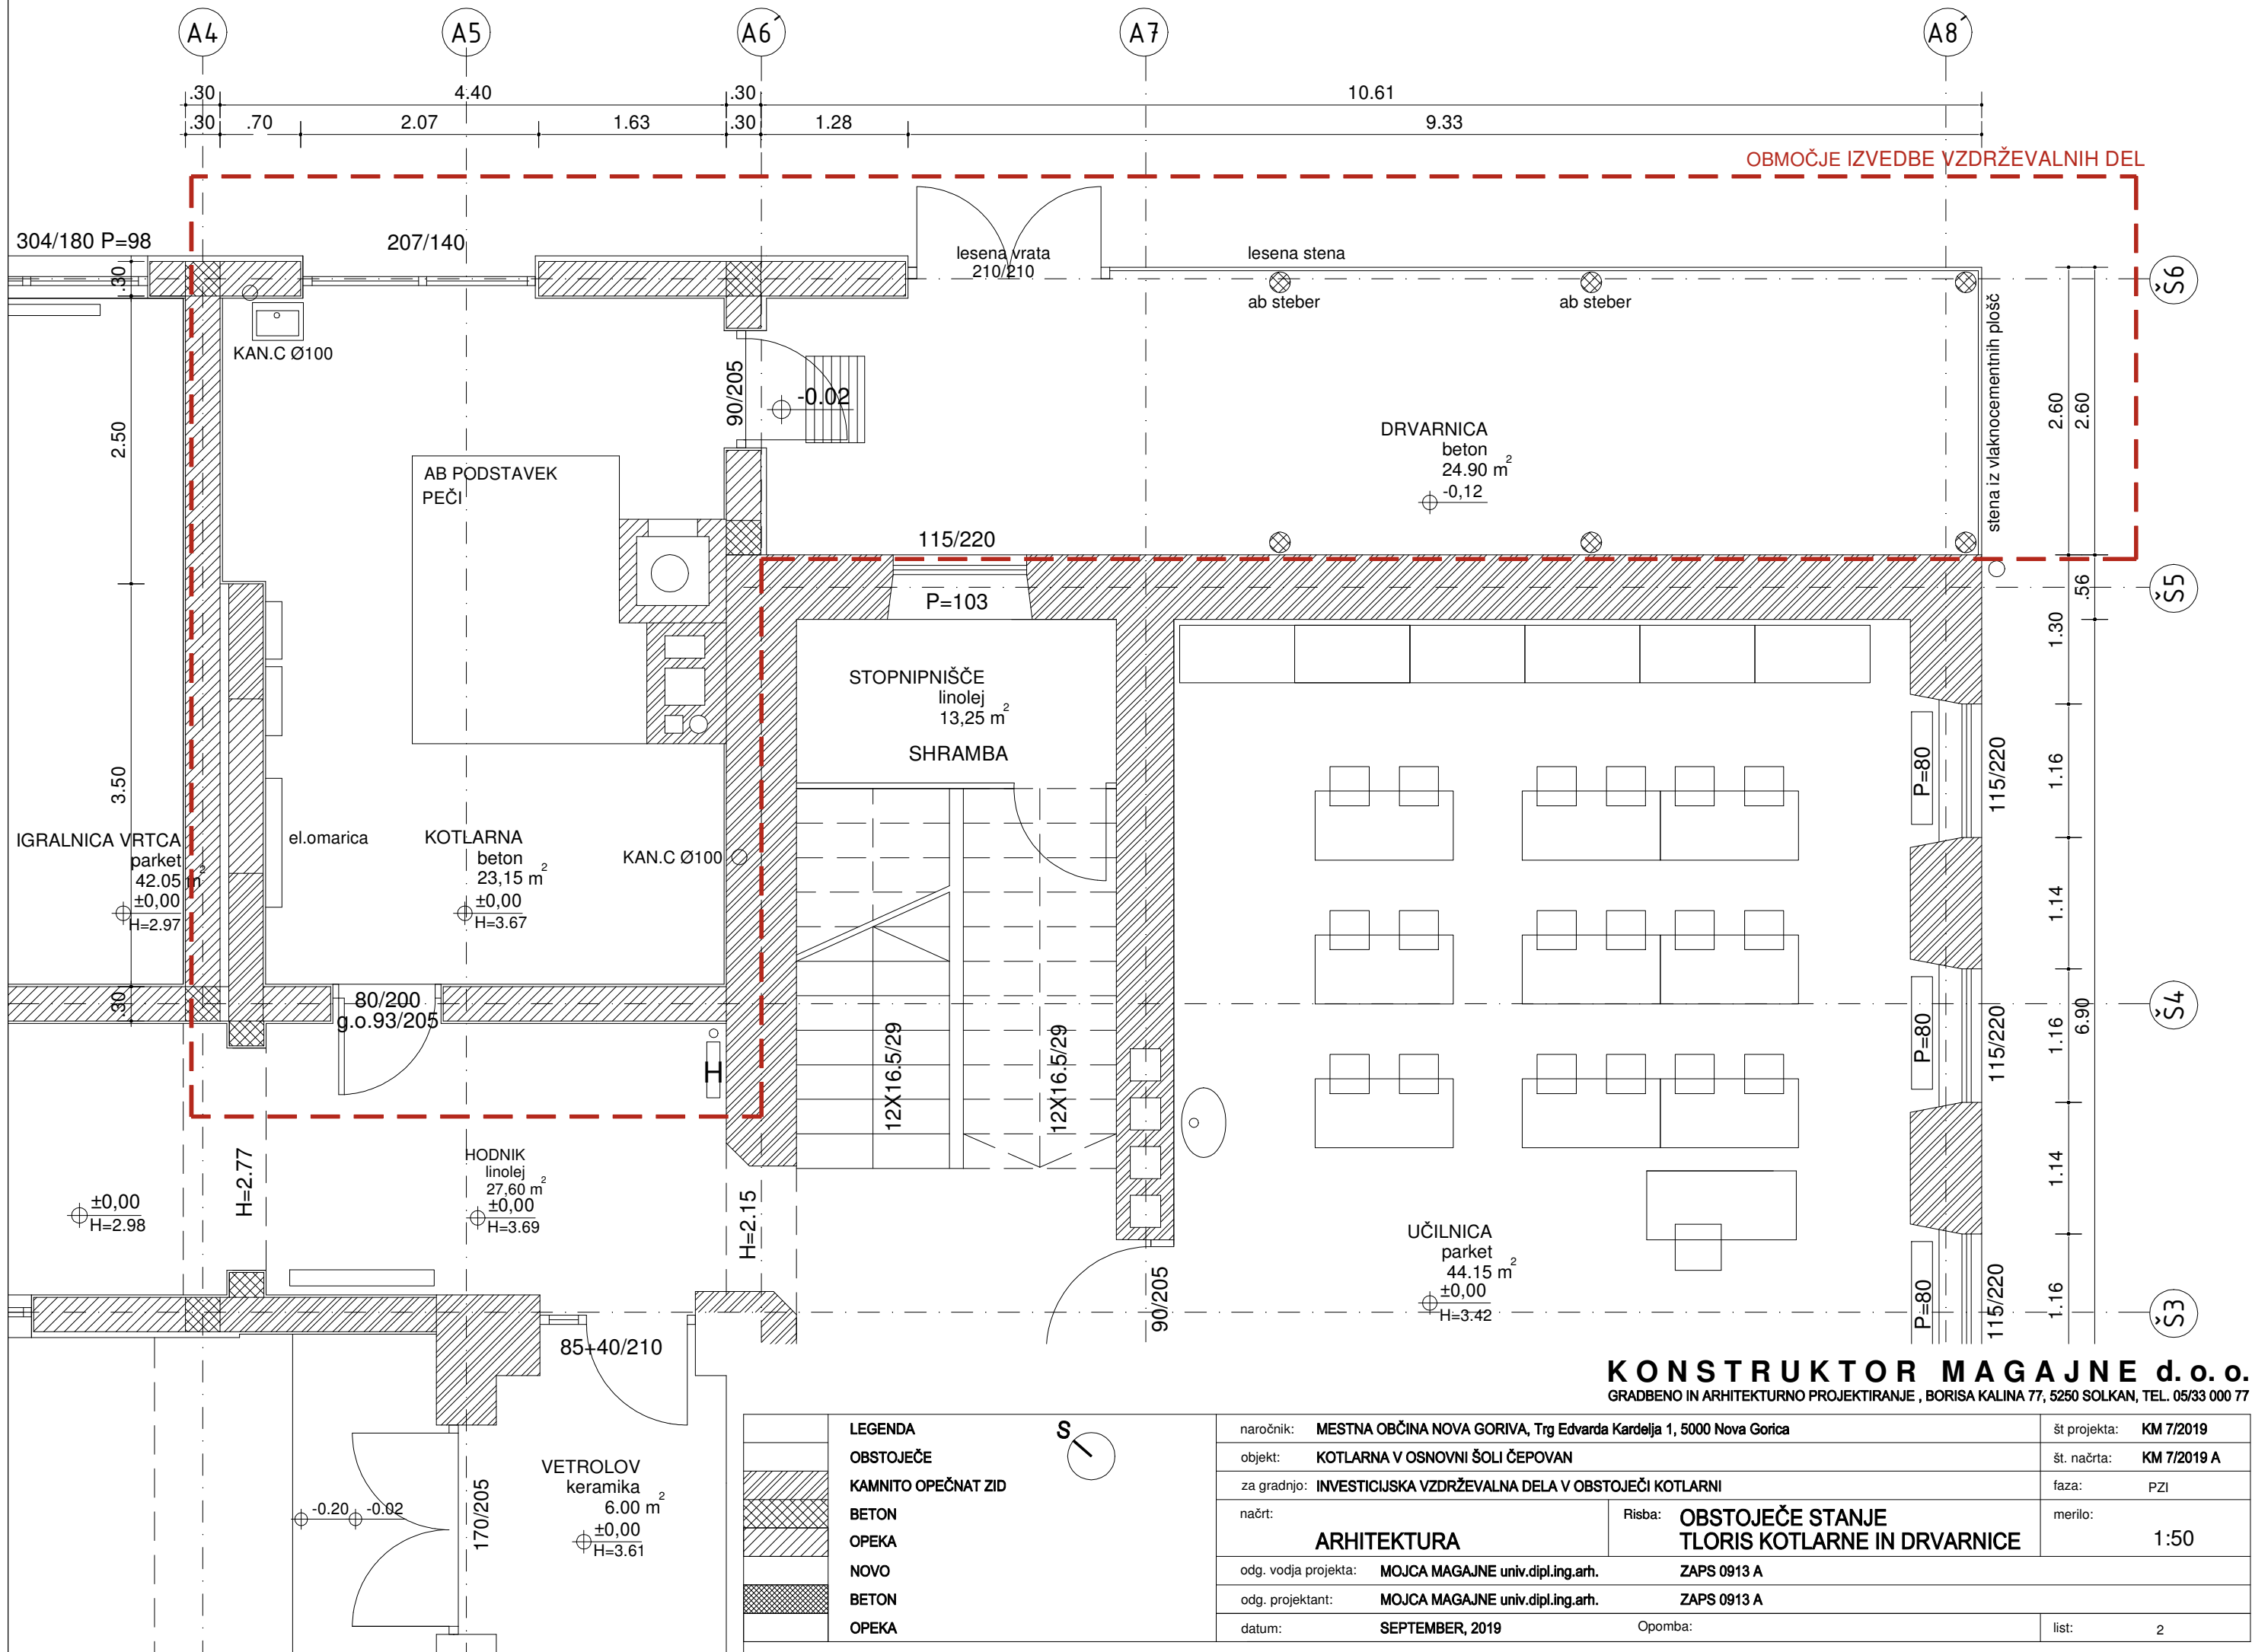 A4 A5 A6´ A7 A8´
.30 4.40 .30 10.61
.30 .70 2.07 1.63 .30 1.28 9.33
OBMOČJE IZVEDBE VZDRŽEVALNIH DEL
304/180 P=98
207/140
lesena vrata
210/210
lesena stena
ab steber
ab steber
Š6
stena iz vlaknocementnih plošč
.30
KAN.C Ø100
90/205
-0.02
2.50
2.60
2.60
DRVARNICA
beton
24.90 m²
-0,12
AB PODSTAVEK
PEČI
115/220
P=103
Š5
.56
1.30
STOPNIPNIŠČE
linolej
13,25 m²
SHRAMBA
3.50
P=80
115/220
1.16
IGRALNICA VRTCA
parket
42.05 m²
±0,00
H=2.97
el.omarica
KOTLARNA
beton
23,15 m²
±0,00
H=3.67
KAN.C Ø100
1.14
.30
80/200
g.o.93/205
Š4
6.90
P=80
115/220
1.16
H
12X16.5/29
12X16.5/29
HODNIK
linolej
27,60 m²
±0,00
H=3.69
H=2.77
H=2.15
±0,00
H=2.98
1.14
UČILNICA
parket
44.15 m²
±0,00
H=3.42
90/205
P=80
115/220
1.16
Š3
85+40/210
VETROLOV
keramika
6.00 m²
±0,00
H=3.61
170/205
-0.20 -0.02
KONSTRUKTOR MAGAJNE d.o.o.
GRADBENO IN ARHITEKTURNO PROJEKTIRANJE , BORISA KALINA 77, 5250 SOLKAN, TEL. 05/33 000 77
LEGENDA
S
OBSTOJEČE
KAMNITO OPEČNAT ZID
BETON
OPEKA
NOVO
BETON
OPEKA
naročnik: MESTNA OBČINA NOVA GORIVA, Trg Edvarda Kardelja 1, 5000 Nova Gorica
št projekta: KM 7/2019
objekt: KOTLARNA V OSNOVNI ŠOLI ČEPOVAN
št. načrta: KM 7/2019 A
za gradnjo: INVESTICIJSKA VZDRŽEVALNA DELA V OBSTOJEČI KOTLARNI
faza: PZI
načrt: ARHITEKTURA
Risba: OBSTOJEČE STANJE
TLORIS KOTLARNE IN DRVARNICE
merilo: 1:50
odg. vodja projekta: MOJCA MAGAJNE univ.dipl.ing.arh. ZAPS 0913 A
odg. projektant: MOJCA MAGAJNE univ.dipl.ing.arh. ZAPS 0913 A
datum: SEPTEMBER, 2019
Opomba:
list: 2